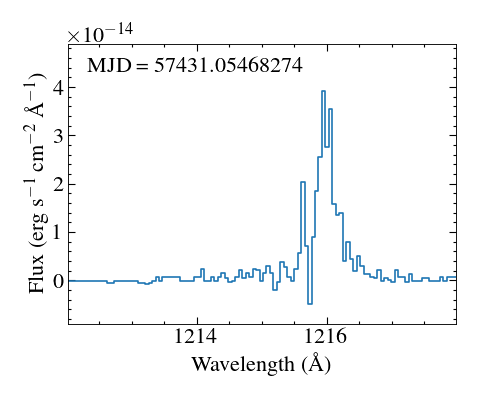 ×10⁻¹⁴
MJD = 57431.05468274
4
3
2
1
0
Flux (erg s⁻¹ cm⁻² Å⁻¹)
1214
1216
Wavelength (Å)